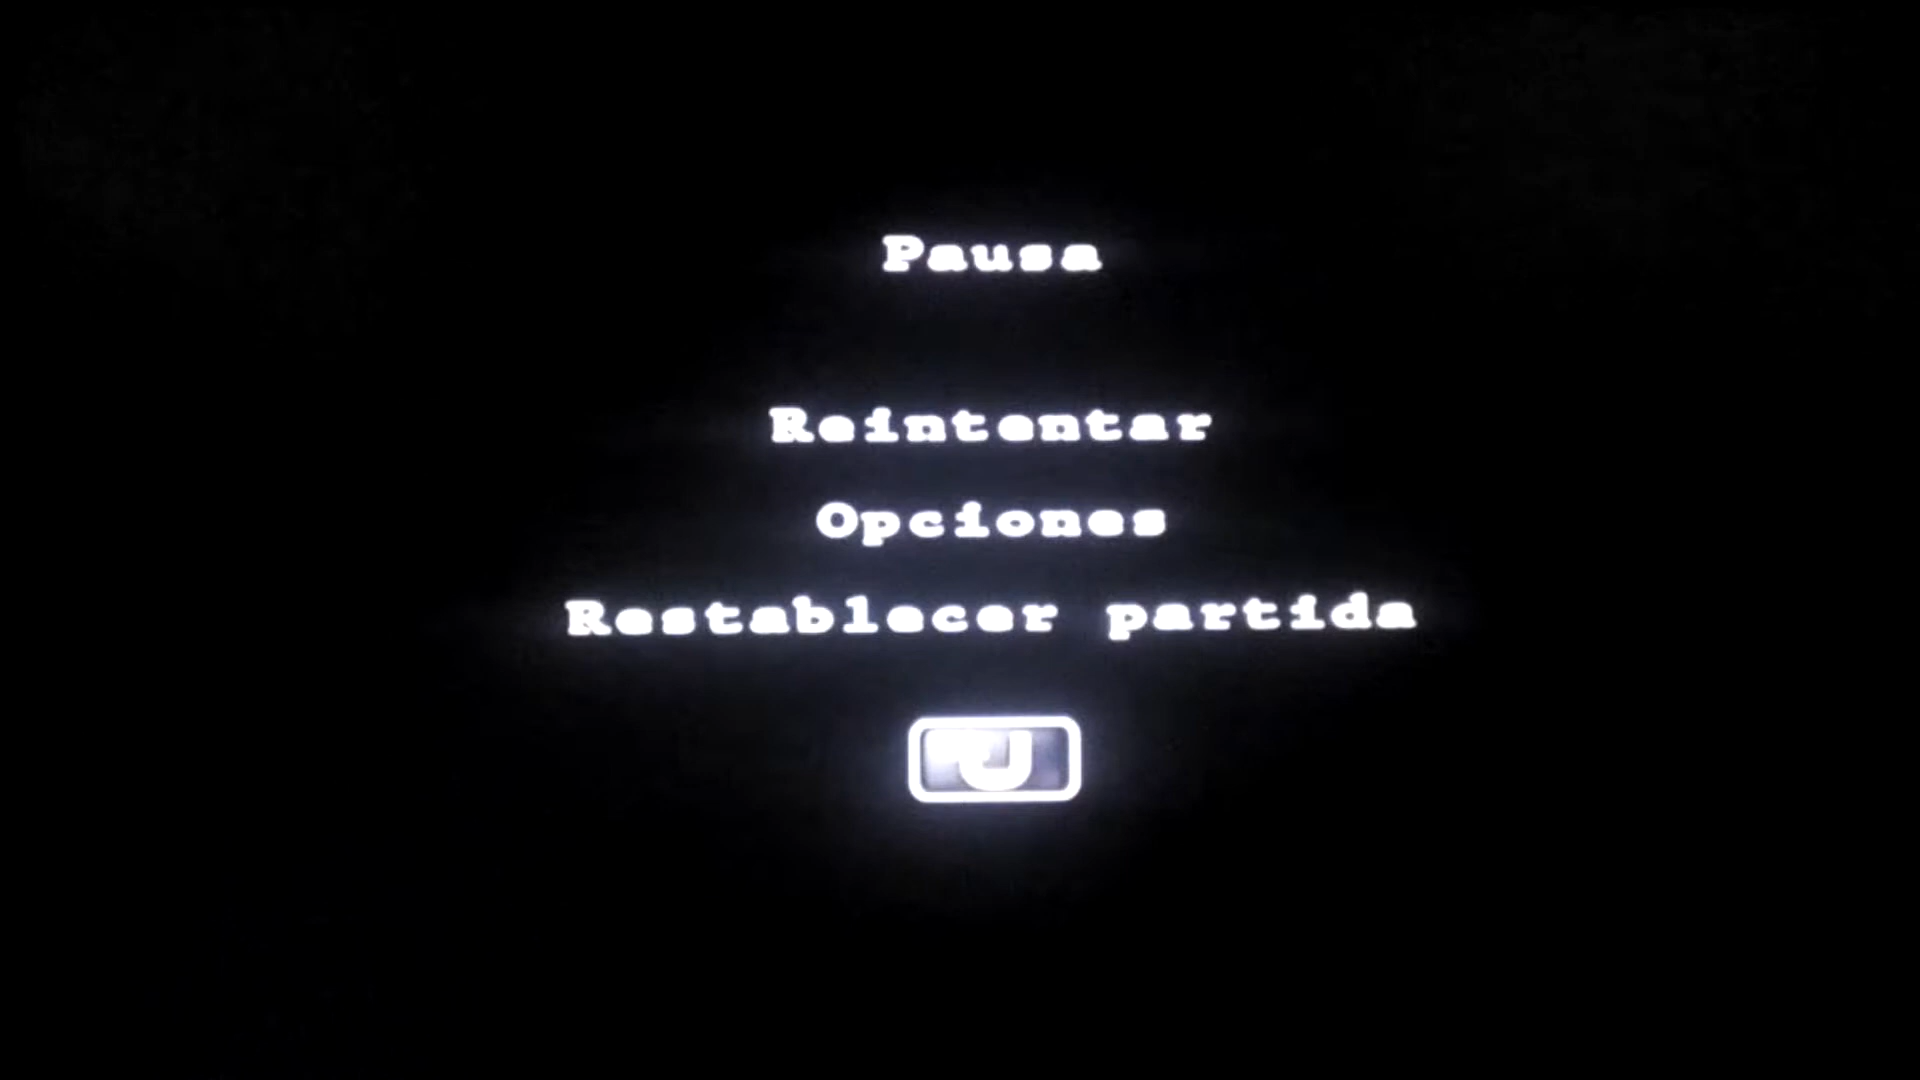 Pausa
Reintentar
Opciones
Restablecer partida